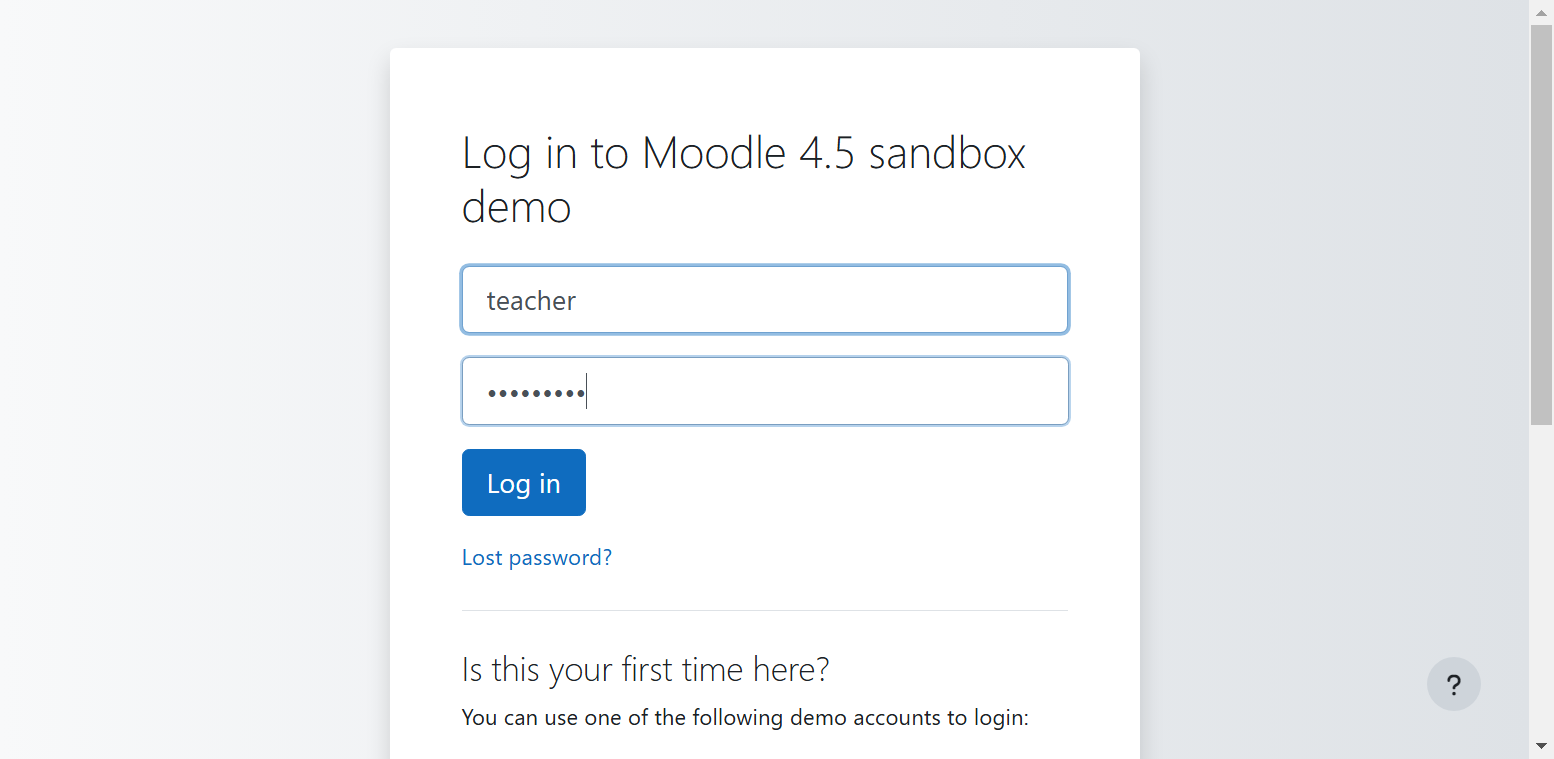 Log in to Moodle 4.5 sandbox
demo
teacher
•••••••••
Log in
Lost password?
Is this your first time here?
You can use one of the following demo accounts to login:
?